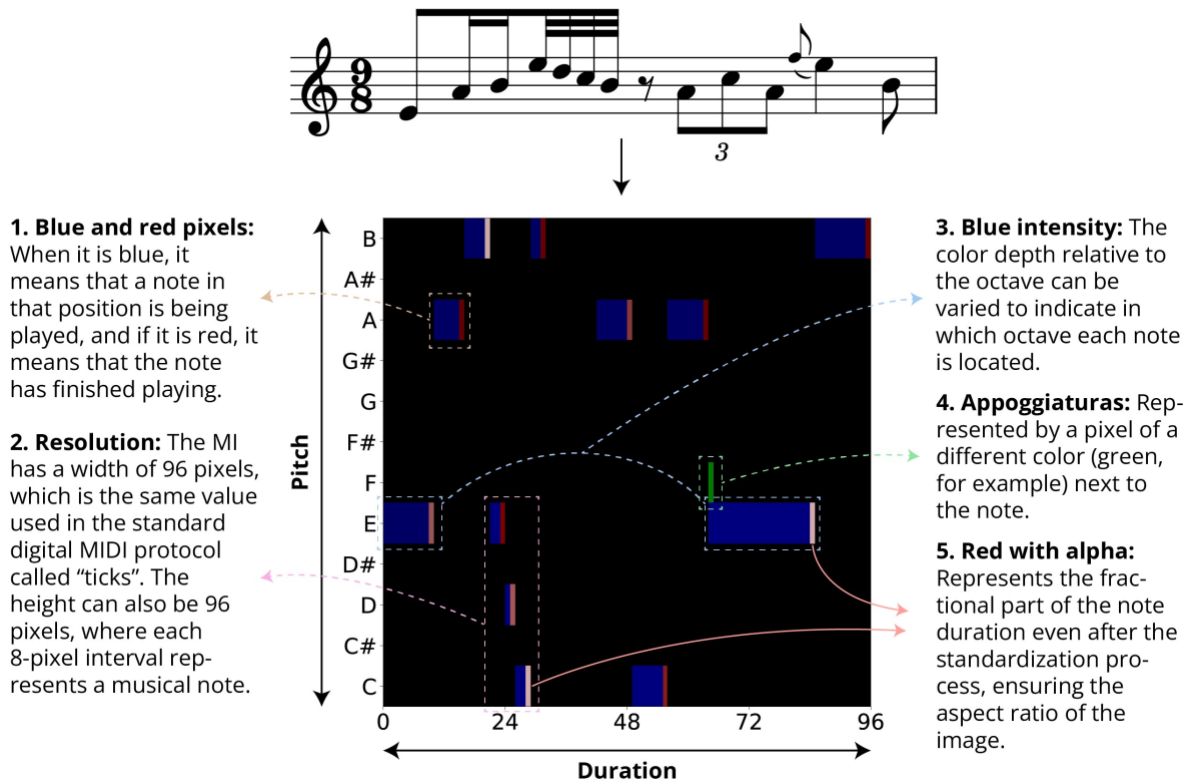 9
8
3
1. Blue and red pixels:
When it is blue, it
means that a note in
that position is being
played, and if it is red, it
means that the note
has finished playing.
2. Resolution: The MI
has a width of 96 pixels,
which is the same value
used in the standard
digital MIDI protocol
called “ticks”. The
height can also be 96
pixels, where each
8-pixel interval rep-
resents a musical note.
Pitch
B
A#
A
G#
G
F#
F
E
D#
D
C#
C
0 24 48 72 96
Duration
3. Blue intensity: The
color depth relative to
the octave can be
varied to indicate in
which octave each note
is located.
4. Appoggiaturas: Rep-
resented by a pixel of a
different color (green,
for example) next to
the note.
5. Red with alpha:
Represents the frac-
tional part of the note
duration even after the
standardization pro-
cess, ensuring the
aspect ratio of the
image.